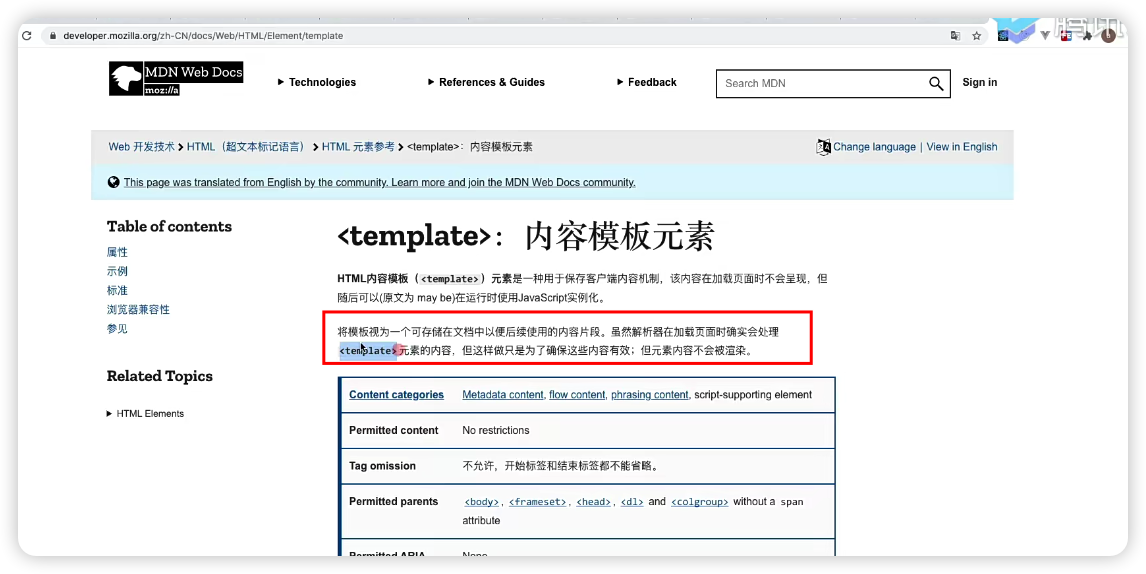 developer.mozilla.org/zh-CN/docs/Web/HTML/Element/template
腾讯
MDN Web Docs
moz://a
Technologies
References & Guides
Feedback
Search MDN
Sign in
Web 开发技术 HTML（超文本标记语言） HTML 元素参考 <template>：内容模板元素
Change language | View in English
This page was translated from English by the community. Learn more and join the MDN Web Docs community.
Table of contents
属性
示例
标准
浏览器兼容性
参见
Related Topics
HTML Elements
<template>：内容模板元素
HTML内容模板（<template>）元素是一种用于保存客户端内容机制，该内容在加载页面时不会呈现，但
随后可以(原文为 may be)在运行时使用JavaScript实例化。
将模板视为一个可存储在文档中以便后续使用的内容片段。虽然解析器在加载页面时确实会处理
<template>元素的内容，但这样做只是为了确保这些内容有效；但元素内容不会被渲染。
Content categories Metadata content, flow content, phrasing content, script-supporting element
Permitted content No restrictions
Tag omission 不允许，开始标签和结束标签都不能省略。
Permitted parents <body>, <frameset>, <head>, <dl> and <colgroup> without a span
attribute
Permitted ARIA None